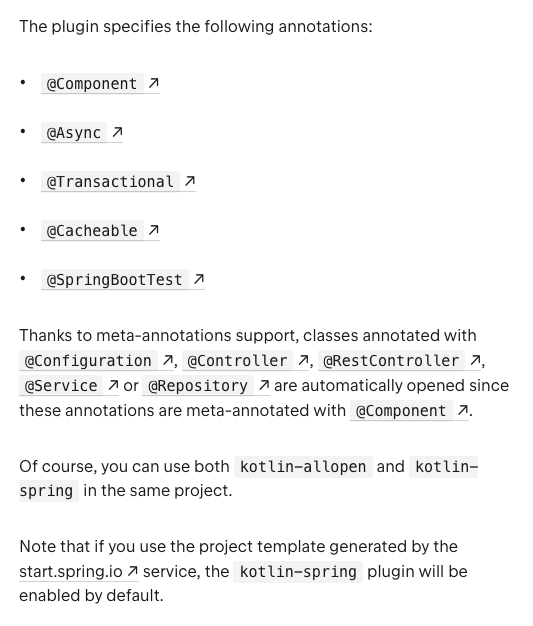 The plugin specifies the following annotations:
• @Component ↗
• @Async ↗
• @Transactional ↗
• @Cacheable ↗
• @SpringBootTest ↗
Thanks to meta-annotations support, classes annotated with
@Configuration ↗, @Controller ↗, @RestController ↗,
@Service ↗ or @Repository ↗ are automatically opened since
these annotations are meta-annotated with @Component ↗.
Of course, you can use both kotlin-allopen and kotlin-
spring in the same project.
Note that if you use the project template generated by the
start.spring.io ↗ service, the kotlin-spring plugin will be
enabled by default.